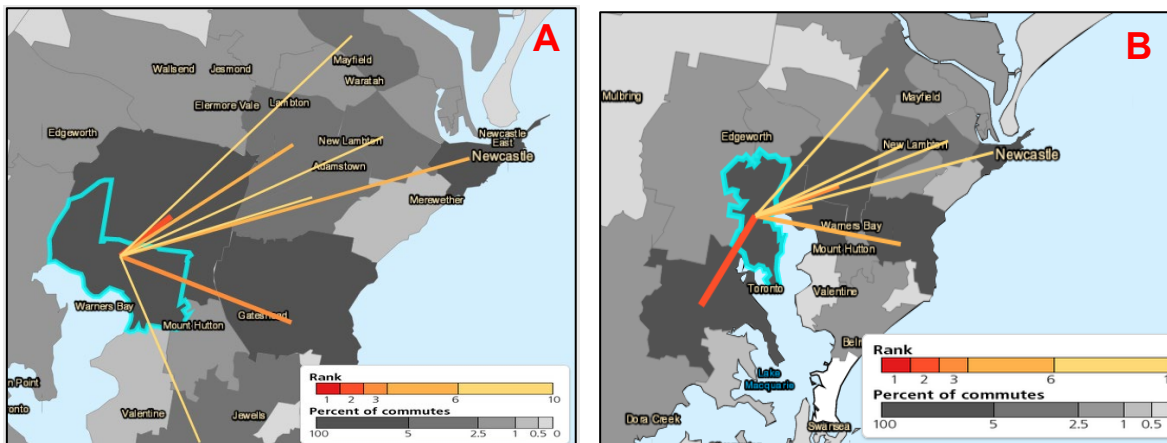 A
Mayfield
Wallsend
Jesmond
Waratah
Elermore Vale
Lambton
Edgeworth
New Lambton
Newcastle
East
Newcastle
Adamstown
Merewether
Warners Bay
Mount Hutton
Gateshead
Valentine
Jewells
Rank
1 2 3 6 10
Percent of commutes
100 5 2.5 1 0.5 0
B
Mulbring
Mayfield
Edgeworth
New Lambton
Newcastle
Warners Bay
Mount Hutton
Toronto
Valentine
Lake
Macquarie
Dora Creek
Swansea
Rank
1 2 3 6
Percent of commutes
100 5 2.5 1 0.5